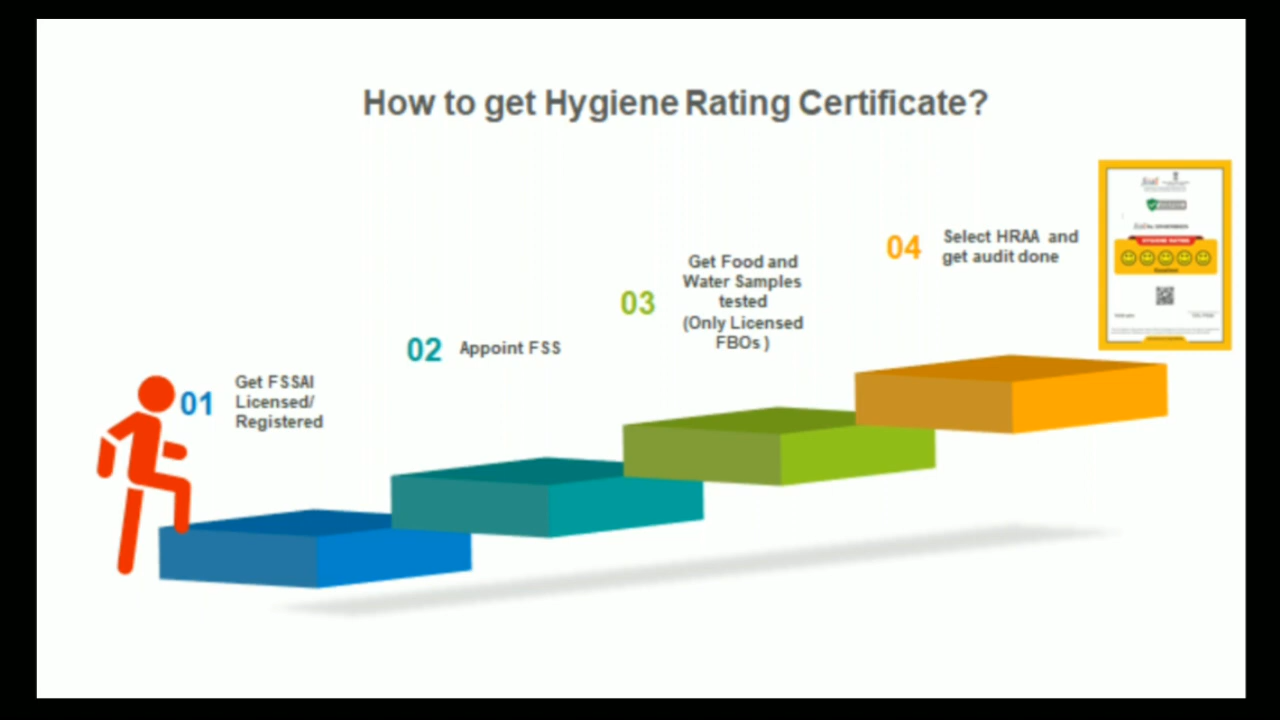 How to get Hygiene Rating Certificate?
01
Get FSSAI
Licensed/
Registered
02
Appoint FSS
03
Get Food and
Water Samples
tested
(Only Licensed
FBOs )
04
Select HRAA and
get audit done
HYGIENE RATING